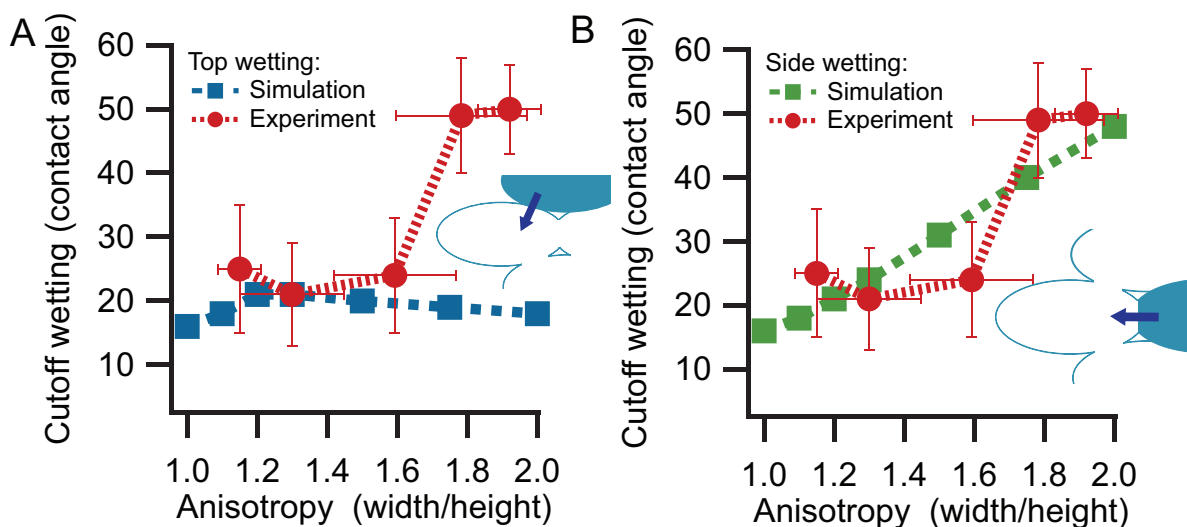 A
Cutoff wetting (contact angle)
60
50
40
30
20
10
Top wetting:
Simulation
Experiment
1.0 1.2 1.4 1.6 1.8 2.0
Anisotropy (width/height)
B
Cutoff wetting (contact angle)
60
50
40
30
20
10
Side wetting:
Simulation
Experiment
1.0 1.2 1.4 1.6 1.8 2.0
Anisotropy (width/height)